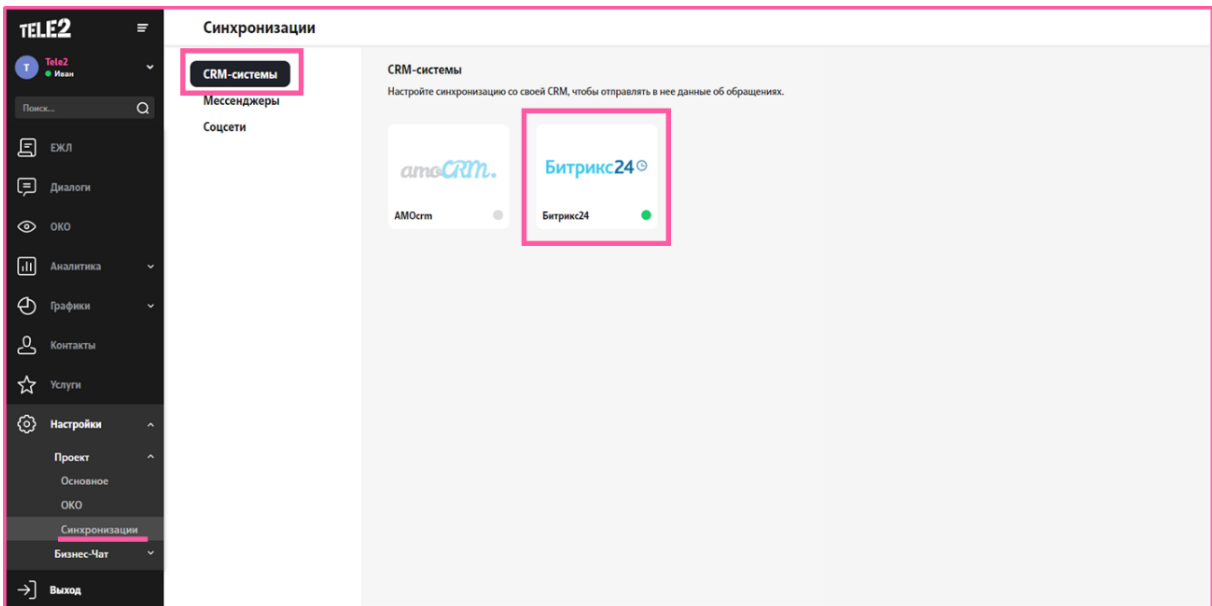 TELE2
Tele2
Иван
Поиск...
ЕЖЛ
Диалоги
ОКО
Аналитика
Графики
Контакты
Услуги
Настройки
Проект
Основное
ОКО
Синхронизации
Бизнес-Чат
Выход
Синхронизации
CRM-системы
Мессенджеры
Соцсети
CRM-системы
Настройте синхронизацию со своей CRM, чтобы отправлять в нее данные об обращениях.
amoCRM.
AMOcrm
Битрикс24
Битрикс24
T